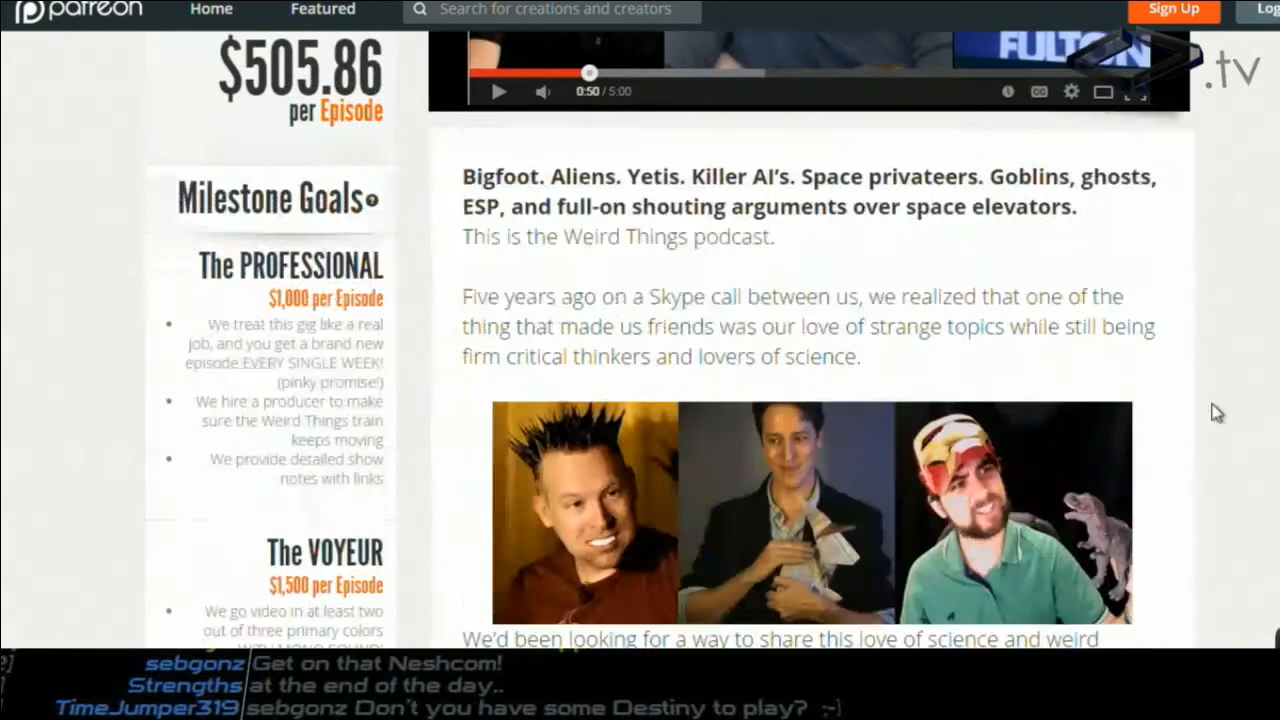 patreon
Home
Featured
Search for creations and creators
Sign Up
Log
$505.86
per Episode
FULTON
.tv
0:50 / 5:00
CC
Milestone Goals
The PROFESSIONAL
$1,000 per Episode
We treat this gig like a real
job, and you get a brand new
episode EVERY SINGLE WEEK!
(pinky promise!)
We hire a producer to make
sure the Weird Things train
keeps moving
We provide detailed show
notes with links
The VOYEUR
$1,500 per Episode
We go video in at least two
out of three primary colors
WITH MONO SOUND!
Bigfoot. Aliens. Yetis. Killer AI's. Space privateers. Goblins, ghosts,
ESP, and full-on shouting arguments over space elevators.
This is the Weird Things podcast.
Five years ago on a Skype call between us, we realized that one of the
thing that made us friends was our love of strange topics while still being
firm critical thinkers and lovers of science.
We'd been looking for a way to share this love of science and weird
sebgonz Get on that Neshcom!
Strengths at the end of the day..
TimeJumper319 sebgonz Don't you have some Destiny to play? ;-)